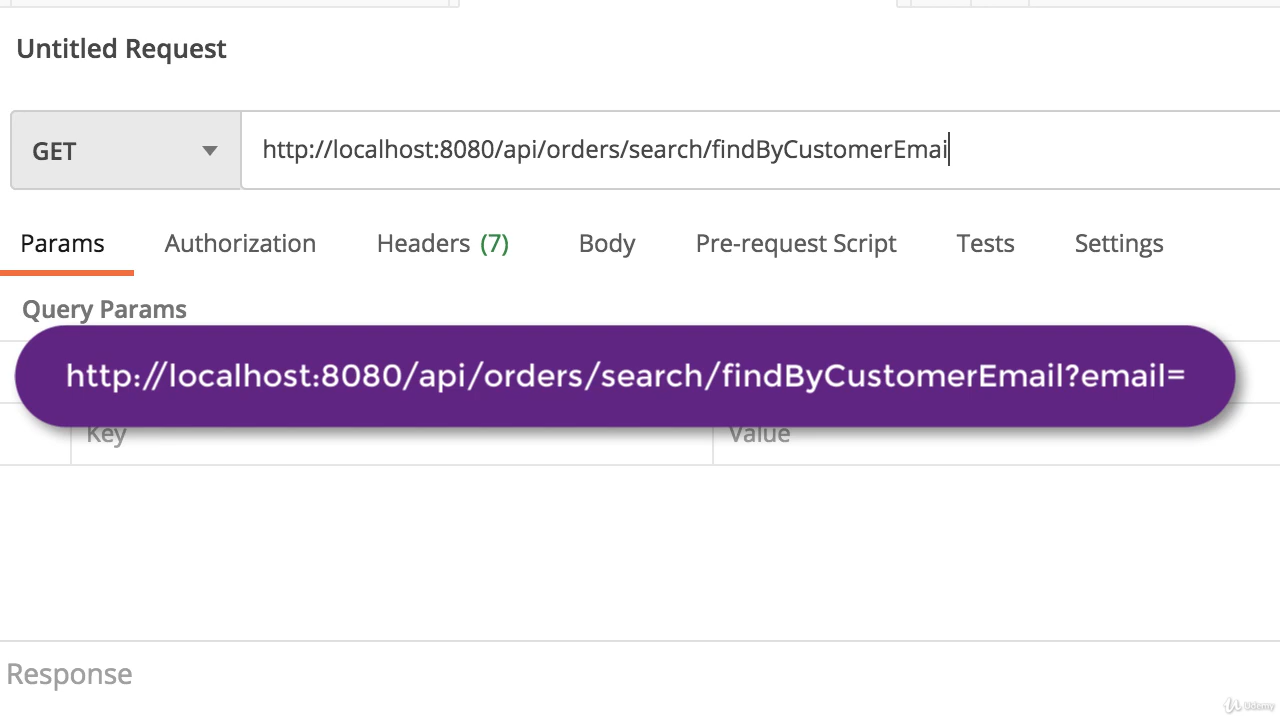 Untitled Request
GET http://localhost:8080/api/orders/search/findByCustomerEmai
Params Authorization Headers (7) Body Pre-request Script Tests Settings
Query Params
http://localhost:8080/api/orders/search/findByCustomerEmail?email=
Key Value
Response
Udemy